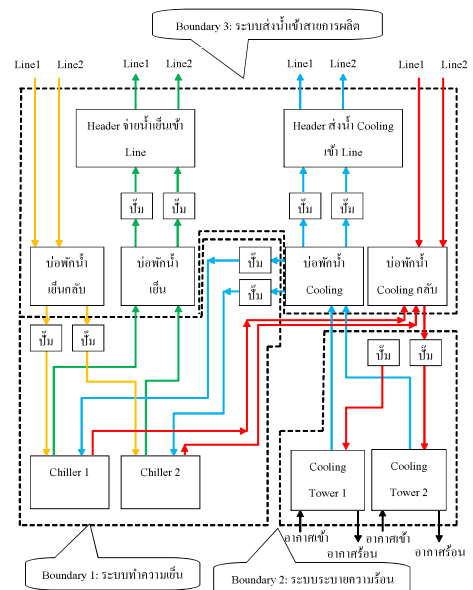 Boundary 3: ระบบส่งน้ำเข้าสายการผลิต
Line1 Line2 Line1 Line2 Line1 Line2 Line1 Line2
Header จ่ายน้ำเย็นเข้า
Line
Header ส่งน้ำ Cooling
เข้า Line
ปั๊ม ปั๊ม ปั๊ม ปั๊ม
บ่อพักน้ำ
เย็นกลับ
บ่อพักน้ำ
เย็น
ปั๊ม
ปั๊ม
บ่อพักน้ำ
Cooling
บ่อพักน้ำ
Cooling กลับ
ปั๊ม ปั๊ม
ปั๊ม ปั๊ม
Chiller 1
Chiller 2
Cooling
Tower 1
Cooling
Tower 2
อากาศเข้า
อากาศร้อน
อากาศเข้า
อากาศร้อน
Boundary 1: ระบบทำความเย็น
Boundary 2: ระบบระบายความร้อน